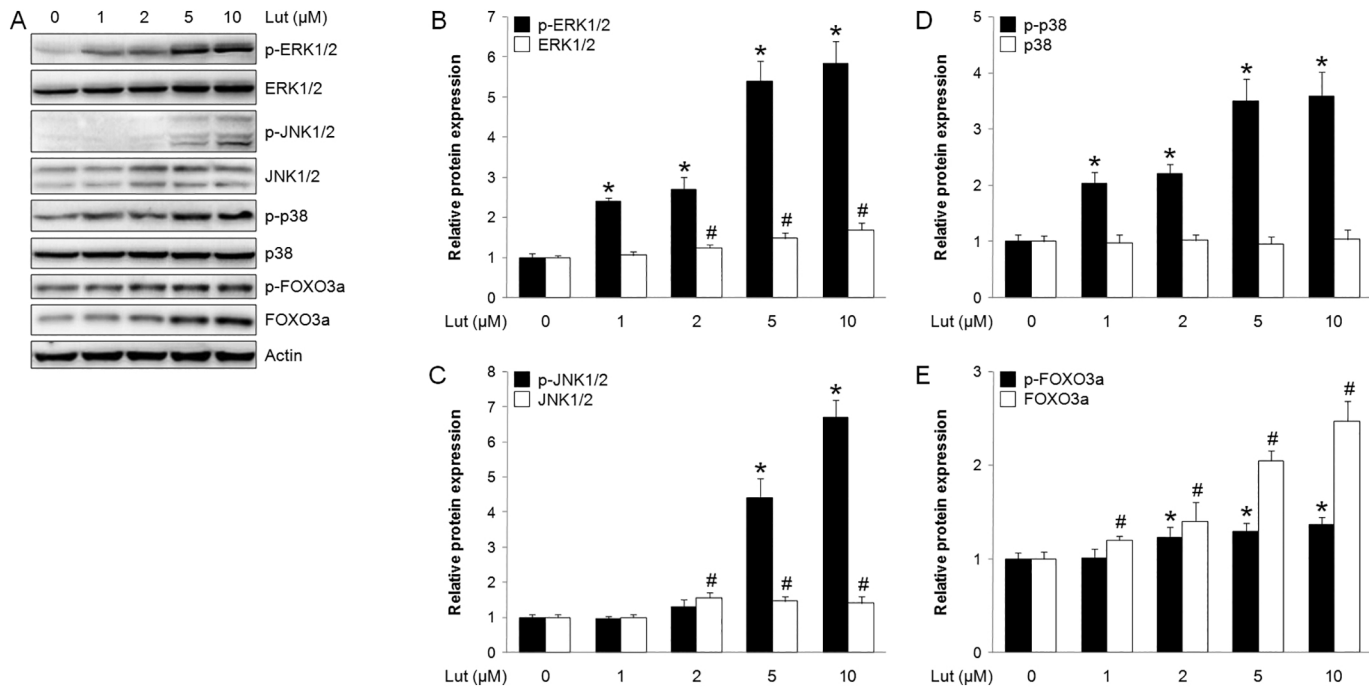 A
0 1 2 5 10 Lut (µM)
p-ERK1/2
ERK1/2
p-JNK1/2
JNK1/2
p-p38
p38
p-FOXO3a
FOXO3a
Actin
B
p-ERK1/2
ERK1/2
Relative protein expression
7
6
5
4
3
2
1
0
* * * *
# # #
Lut (µM) 0 1 2 5 10
C
p-JNK1/2
JNK1/2
Relative protein expression
8
7
6
5
4
3
2
1
0
# * # * #
Lut (µM) 0 1 2 5 10
D
p-p38
p38
Relative protein expression
5
4
3
2
1
0
* * * *
Lut (µM) 0 1 2 5 10
E
p-FOXO3a
FOXO3a
Relative protein expression
3
2
1
0
# * # * # * #
Lut (µM) 0 1 2 5 10